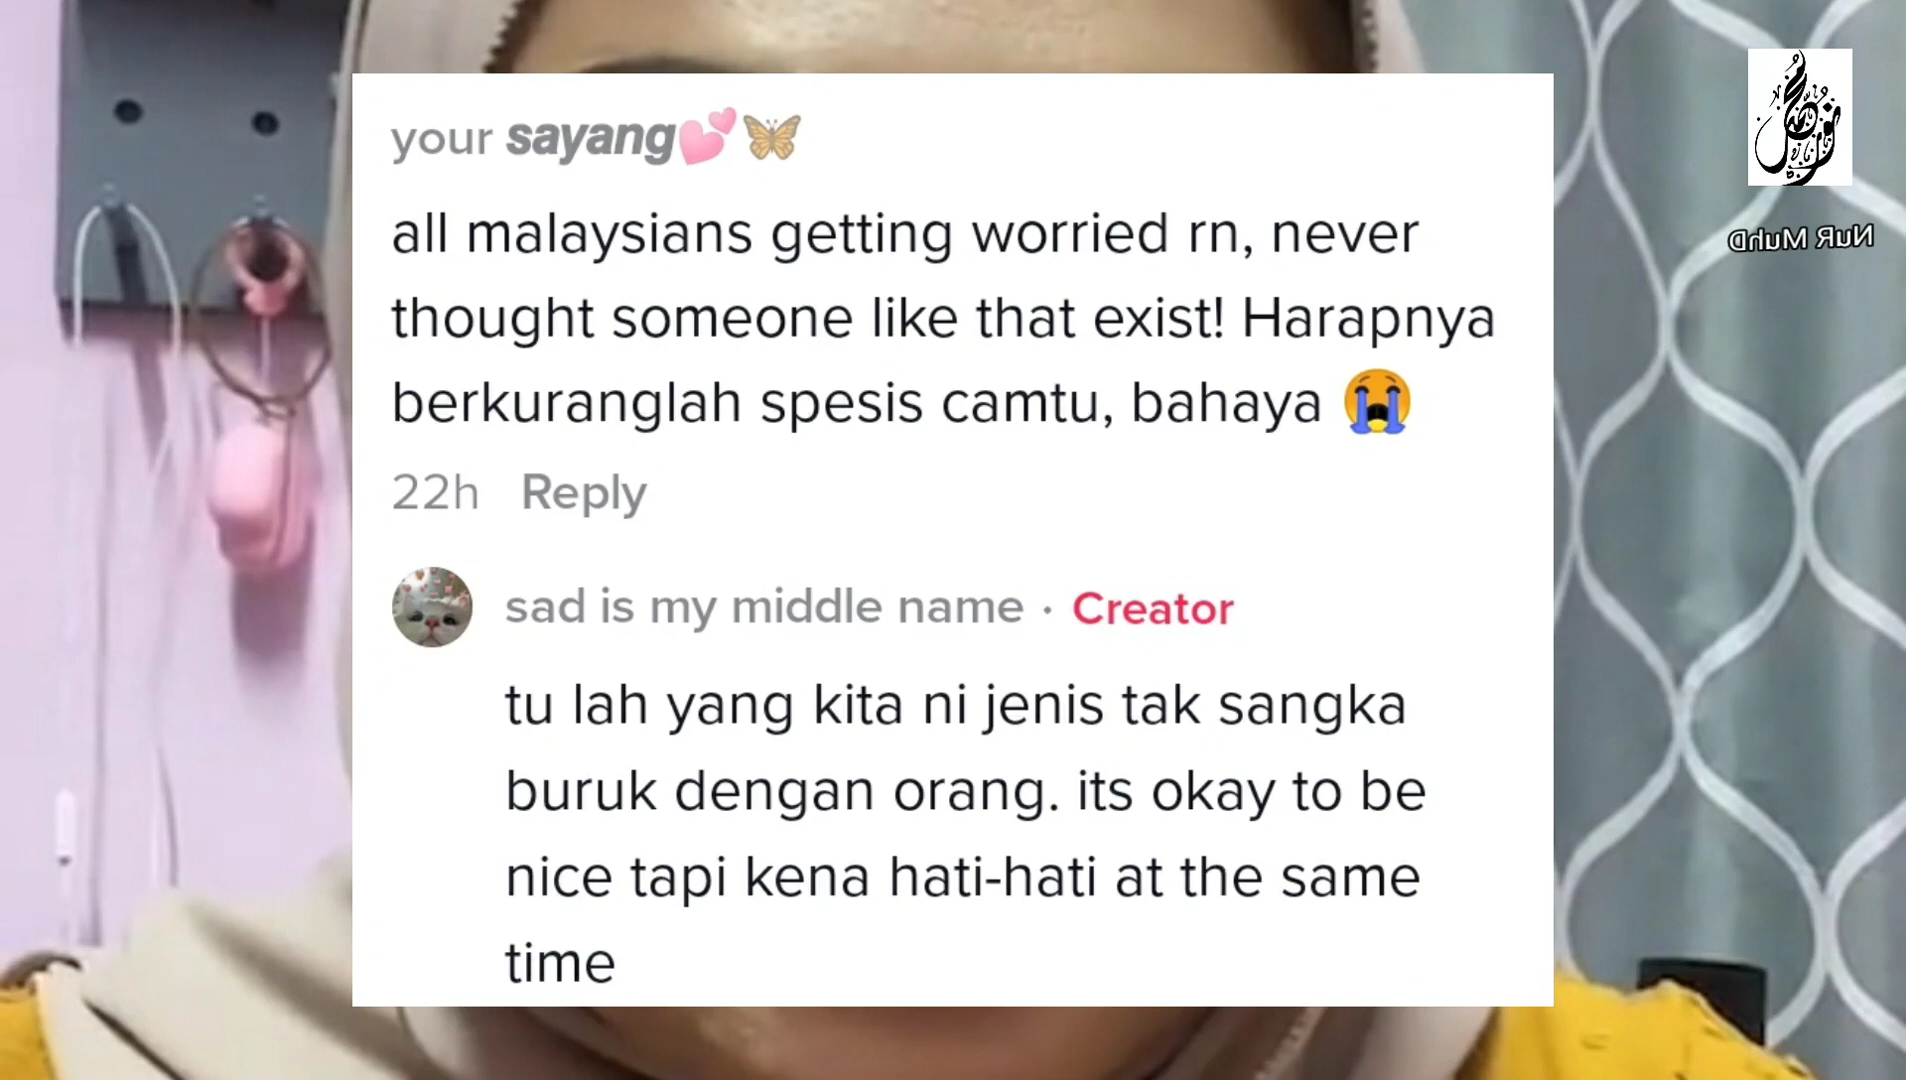 your sayang💕🦋
all malaysians getting worried rn, never
thought someone like that exist! Harapnya
berkuranglah spesis camtu, bahaya 😭
22h Reply
sad is my middle name · Creator
tu lah yang kita ni jenis tak sangka
buruk dengan orang. its okay to be
nice tapi kena hati-hati at the same
time
نور محمد
NuR MuhD